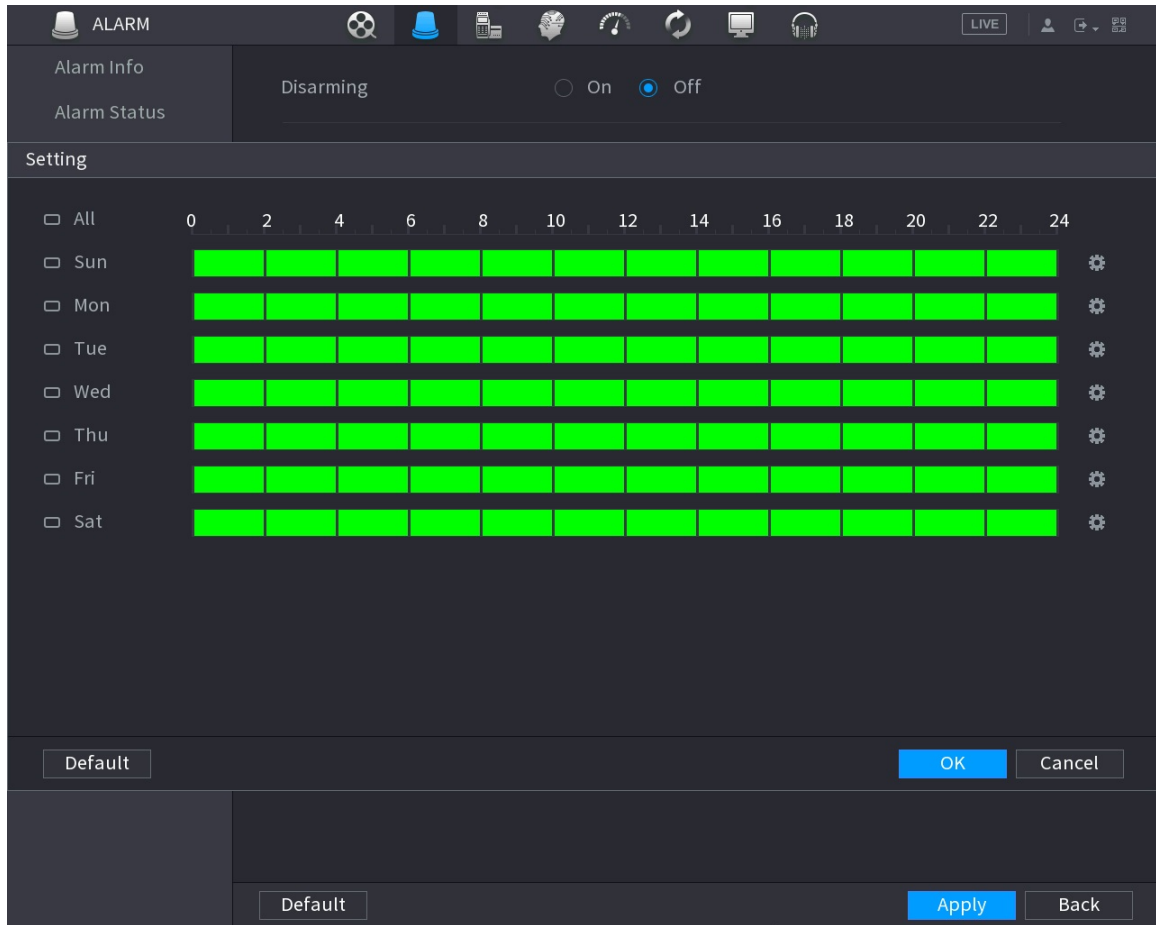 ALARM LIVE
Alarm Info
Disarming On Off
Alarm Status
Setting
All 0 2 4 6 8 10 12 14 16 18 20 22 24
Sun
Mon
Tue
Wed
Thu
Fri
Sat
Default OK Cancel
Default Apply Back